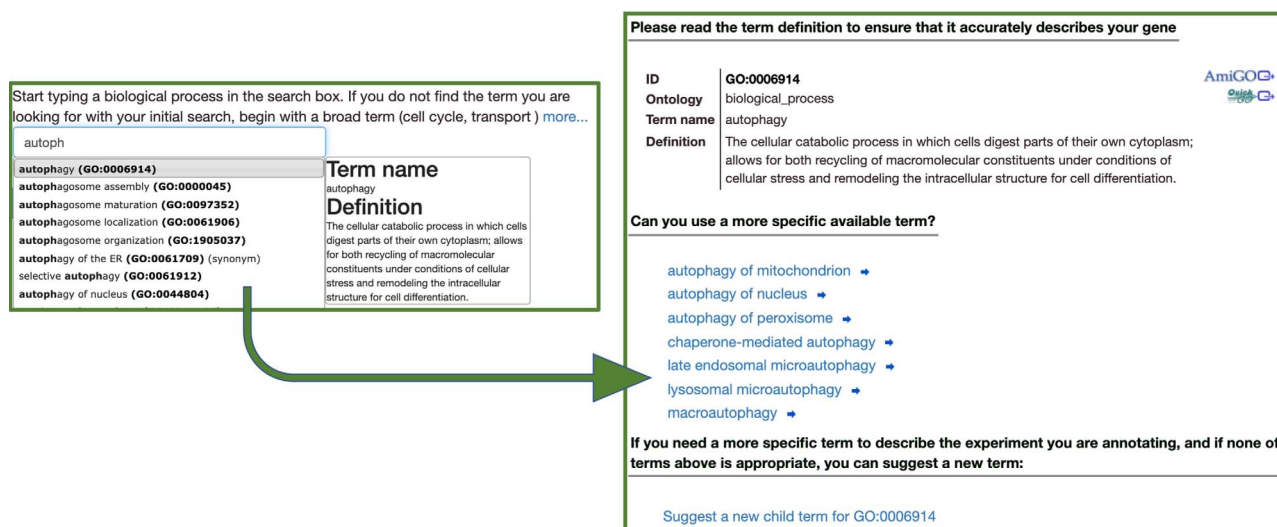 Start typing a biological process in the search box. If you do not find the term you are
looking for with your initial search, begin with a broad term (cell cycle, transport ) more...
autoph
autophagy (GO:0006914)
autophagosome assembly (GO:0000045)
autophagosome maturation (GO:0097352)
autophagosome localization (GO:0061906)
autophagosome organization (GO:1905037)
autophagy of the ER (GO:0061709) (synonym)
selective autophagy (GO:0061912)
autophagy of nucleus (GO:0044804)
Term name
autophagy
Definition
The cellular catabolic process in which cells
digest parts of their own cytoplasm; allows
for both recycling of macromolecular
constituents under conditions of cellular
stress and remodeling the intracellular
structure for cell differentiation.
Please read the term definition to ensure that it accurately describes your gene
ID GO:0006914
Ontology biological_process
Term name autophagy
Definition The cellular catabolic process in which cells digest parts of their own cytoplasm;
allows for both recycling of macromolecular constituents under conditions of
cellular stress and remodeling the intracellular structure for cell differentiation.
AmiGO
QuickGO
Can you use a more specific available term?
autophagy of mitochondrion
autophagy of nucleus
autophagy of peroxisome
chaperone-mediated autophagy
late endosomal microautophagy
lysosomal microautophagy
macroautophagy
If you need a more specific term to describe the experiment you are annotating, and if none of
terms above is appropriate, you can suggest a new term:
Suggest a new child term for GO:0006914